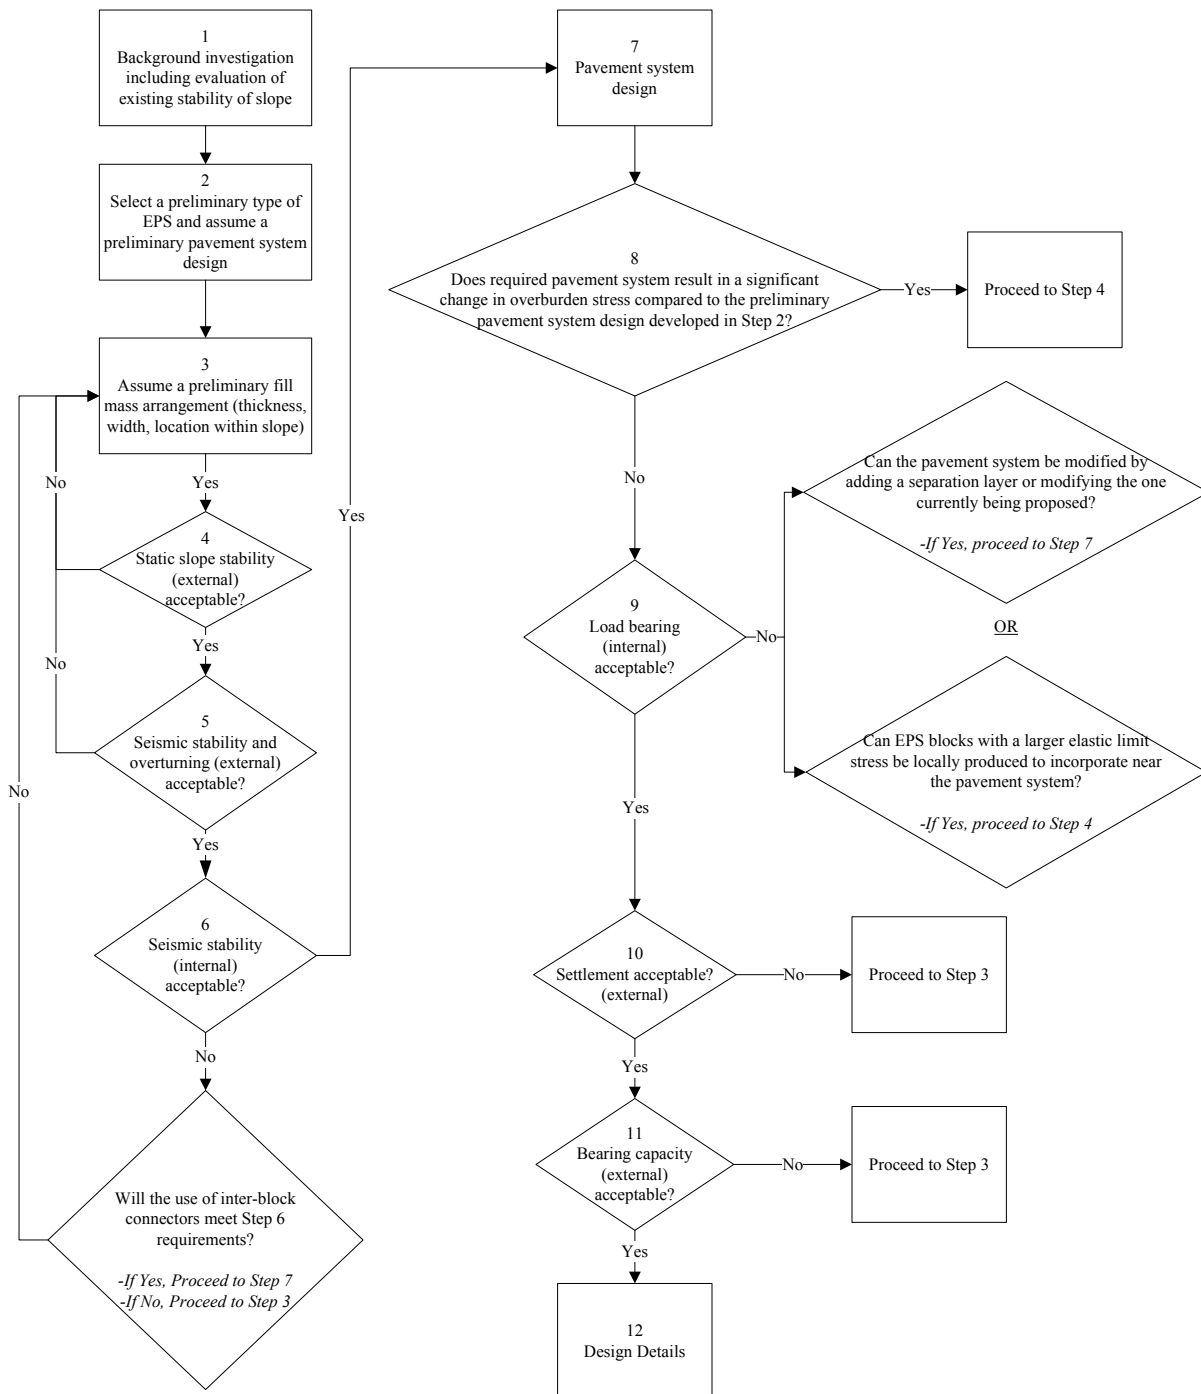 1
Background investigation
including evaluation of
existing stability of slope
2
Select a preliminary type of
EPS and assume a
preliminary pavement system
design
3
Assume a preliminary fill
mass arrangement (thickness,
width, location within slope)
No
Yes
4
Static slope stability
(external)
acceptable?
Yes
No
5
Seismic stability and
overturning (external)
acceptable?
No
Yes
6
Seismic stability
(internal)
acceptable?
No
Will the use of inter-block
connectors meet Step 6
requirements?
-If Yes, Proceed to Step 7
-If No, Proceed to Step 3
Yes
7
Pavement system
design
8
Does required pavement system result in a significant
change in overburden stress compared to the preliminary
pavement system design developed in Step 2?
Yes
Proceed to Step 4
No
9
Load bearing
(internal)
acceptable?
No
Can the pavement system be modified by
adding a separation layer or modifying the one
currently being proposed?
-If Yes, proceed to Step 7
OR
Can EPS blocks with a larger elastic limit
stress be locally produced to incorporate near
the pavement system?
-If Yes, proceed to Step 4
Yes
10
Settlement acceptable?
(external)
No
Proceed to Step 3
Yes
11
Bearing capacity
(external)
acceptable?
No
Proceed to Step 3
Yes
12
Design Details